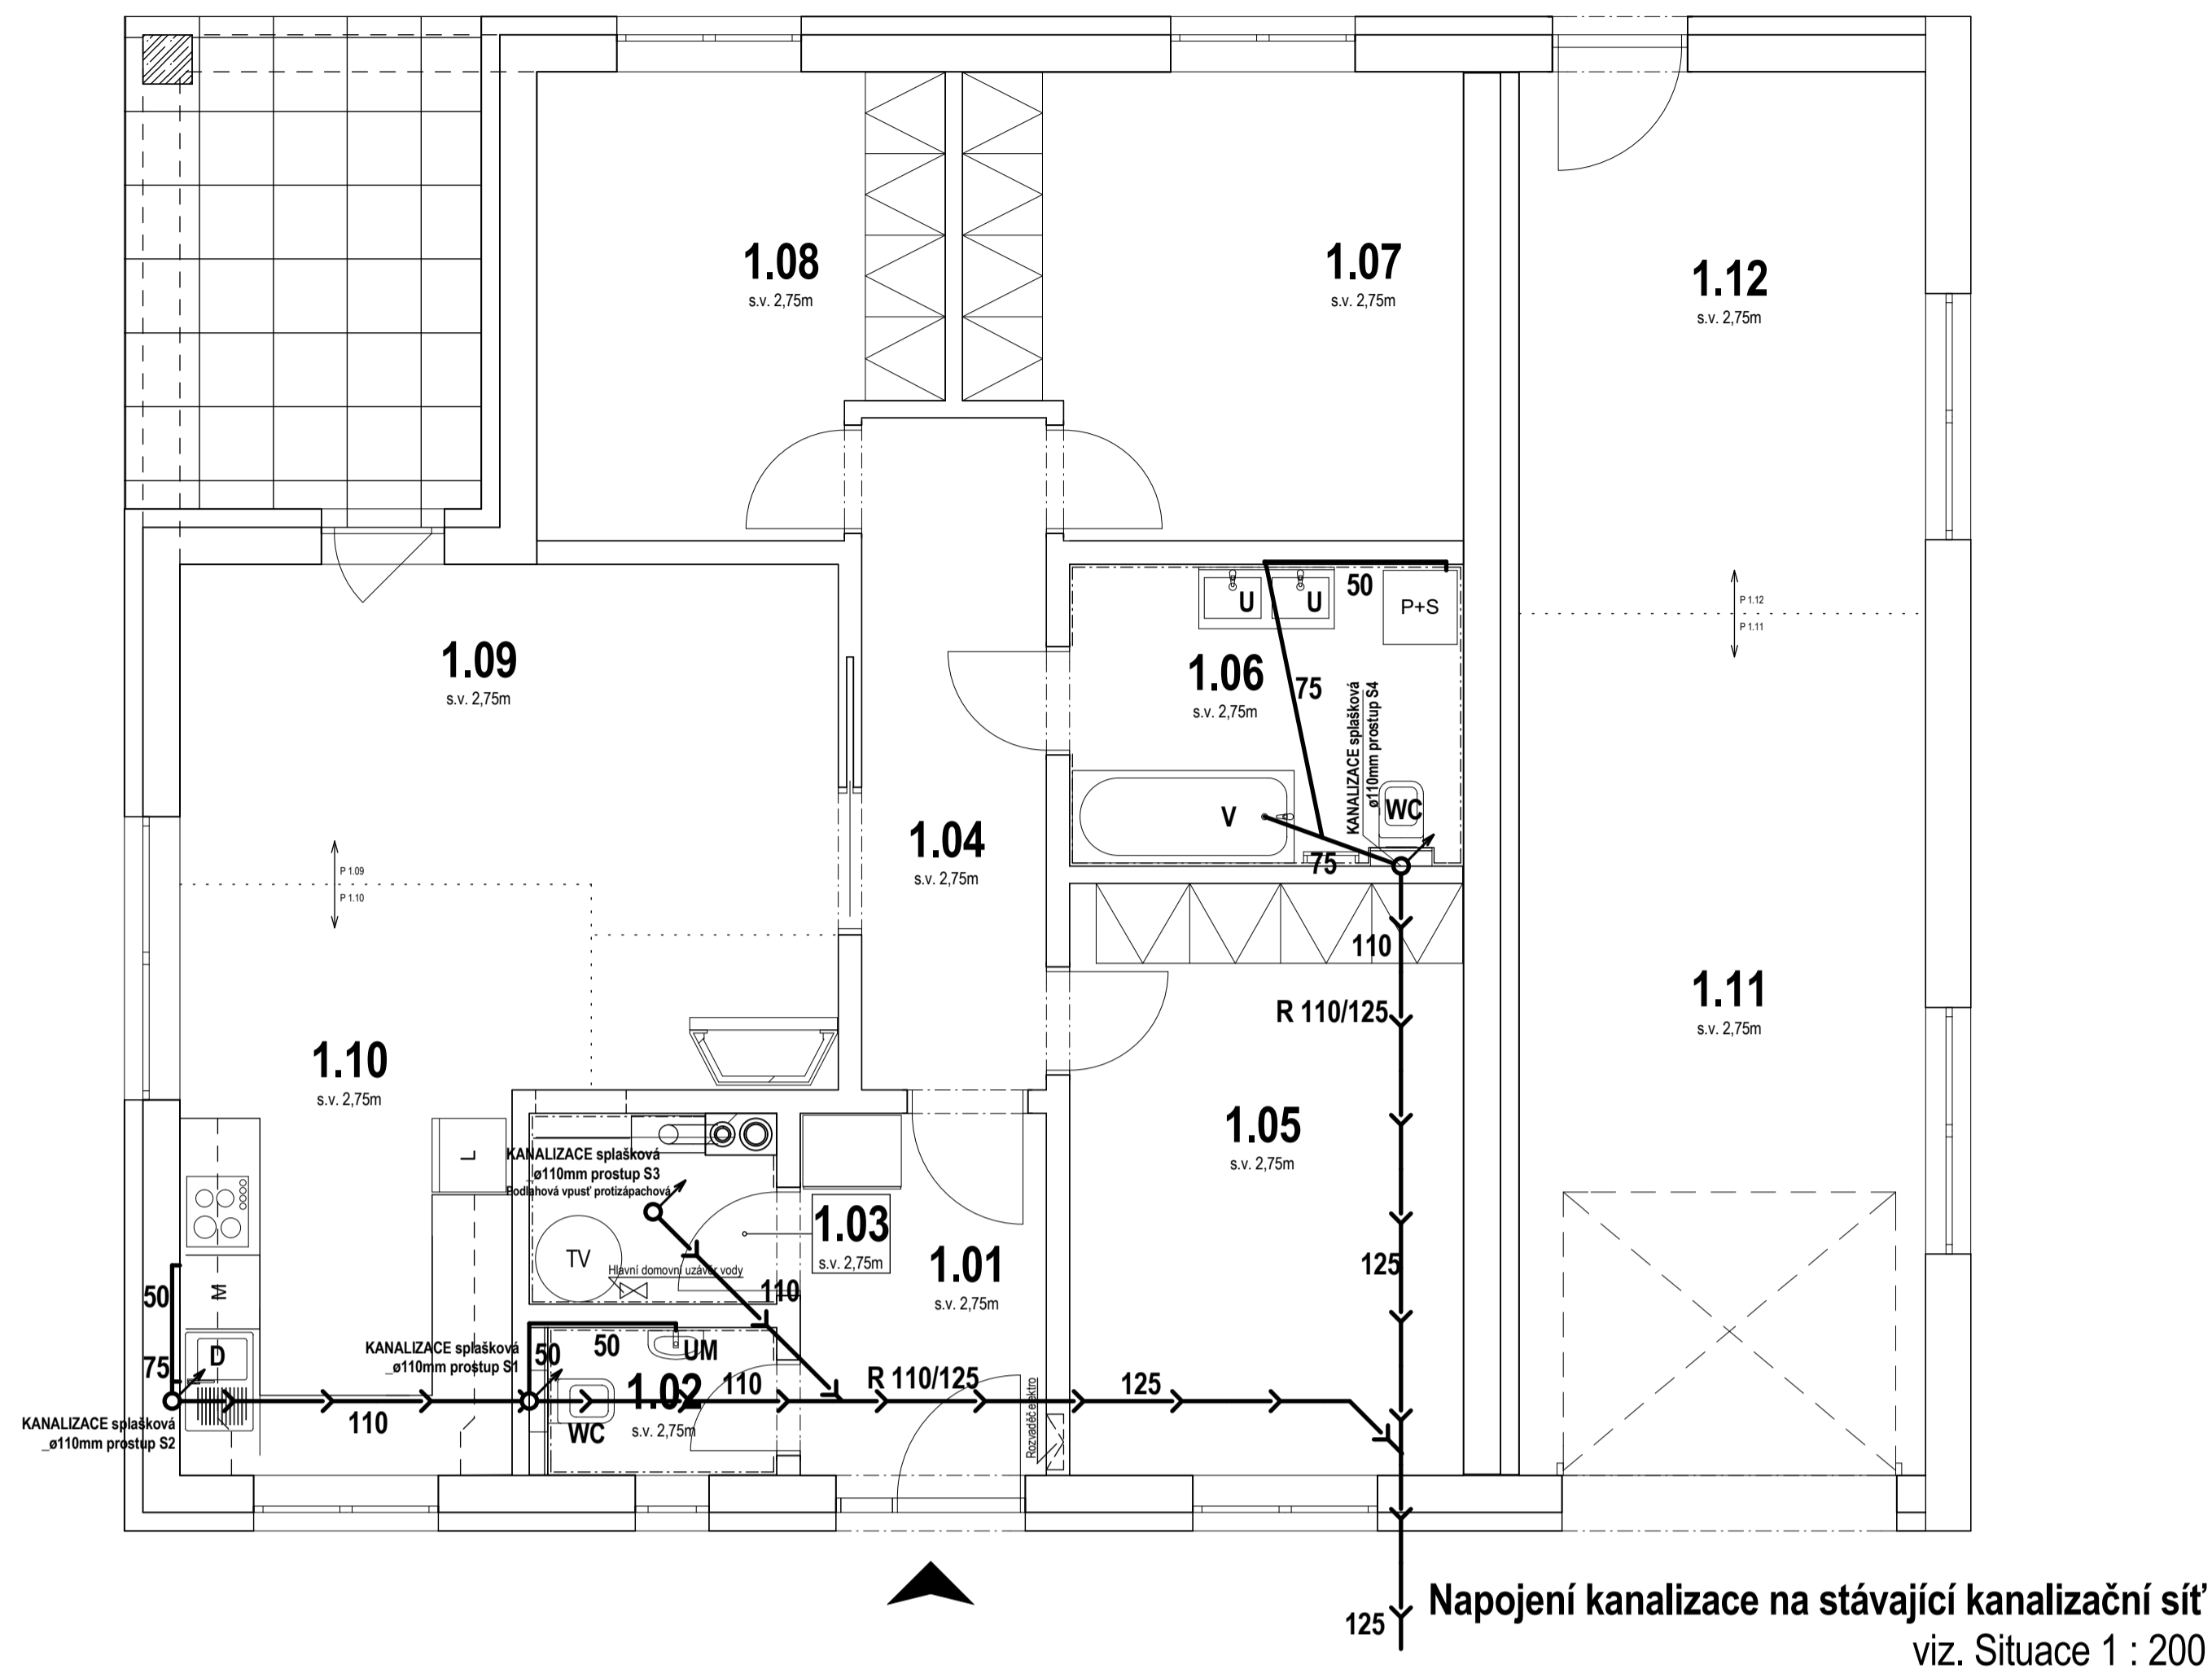 1.08
s.v. 2,75m
1.07
s.v. 2,75m
1.12
s.v. 2,75m
U
U
50
P+S
P 1.12
P 1.11
1.09
s.v. 2,75m
1.06
s.v. 2,75m
75
KANALIZACE splašková
ø110mm prostup S4
WC
V
75
1.04
s.v. 2,75m
P 1.09
P 1.10
110
R 110/125
1.11
s.v. 2,75m
1.10
s.v. 2,75m
1.05
s.v. 2,75m
L
KANALIZACE splašková
_ø110mm prostup S3
Podlahová vpusť protizápachová
1.03
s.v. 2,75m
TV
Hlavní domovní uzávěr vody
110
1.01
s.v. 2,75m
125
50
M
75
D
KANALIZACE splašková
_ø110mm prostup S1
50
50
UM
1.02
s.v. 2,75m
110
R 110/125
125
Rozvaděč elektro
KANALIZACE splašková
_ø110mm prostup S2
110
WC
125
Napojení kanalizace na stávající kanalizační síť
viz. Situace 1 : 200